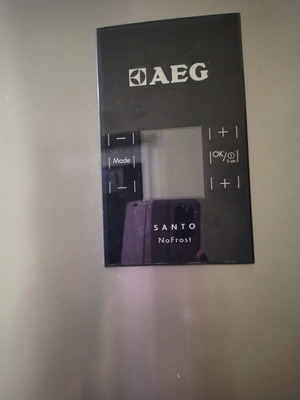 AEG
− +
Mode OK/
− +
SANTO
NoFrost